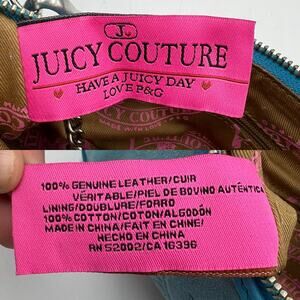 J.
JUICY COUTURE
HAVE A JUICY DAY
LOVE P&G
100% GENUINE LEATHER/CUIR
VÉRITABLE/PIEL DE BOVINO AUTÉNTICA
LINING/DOUBLURE/FORRO
100% COTTON/COTON/ALGODÓN
MADE IN CHINA/FAIT EN CHINE/
HECHO EN CHINA
RN 52002/CA 16396